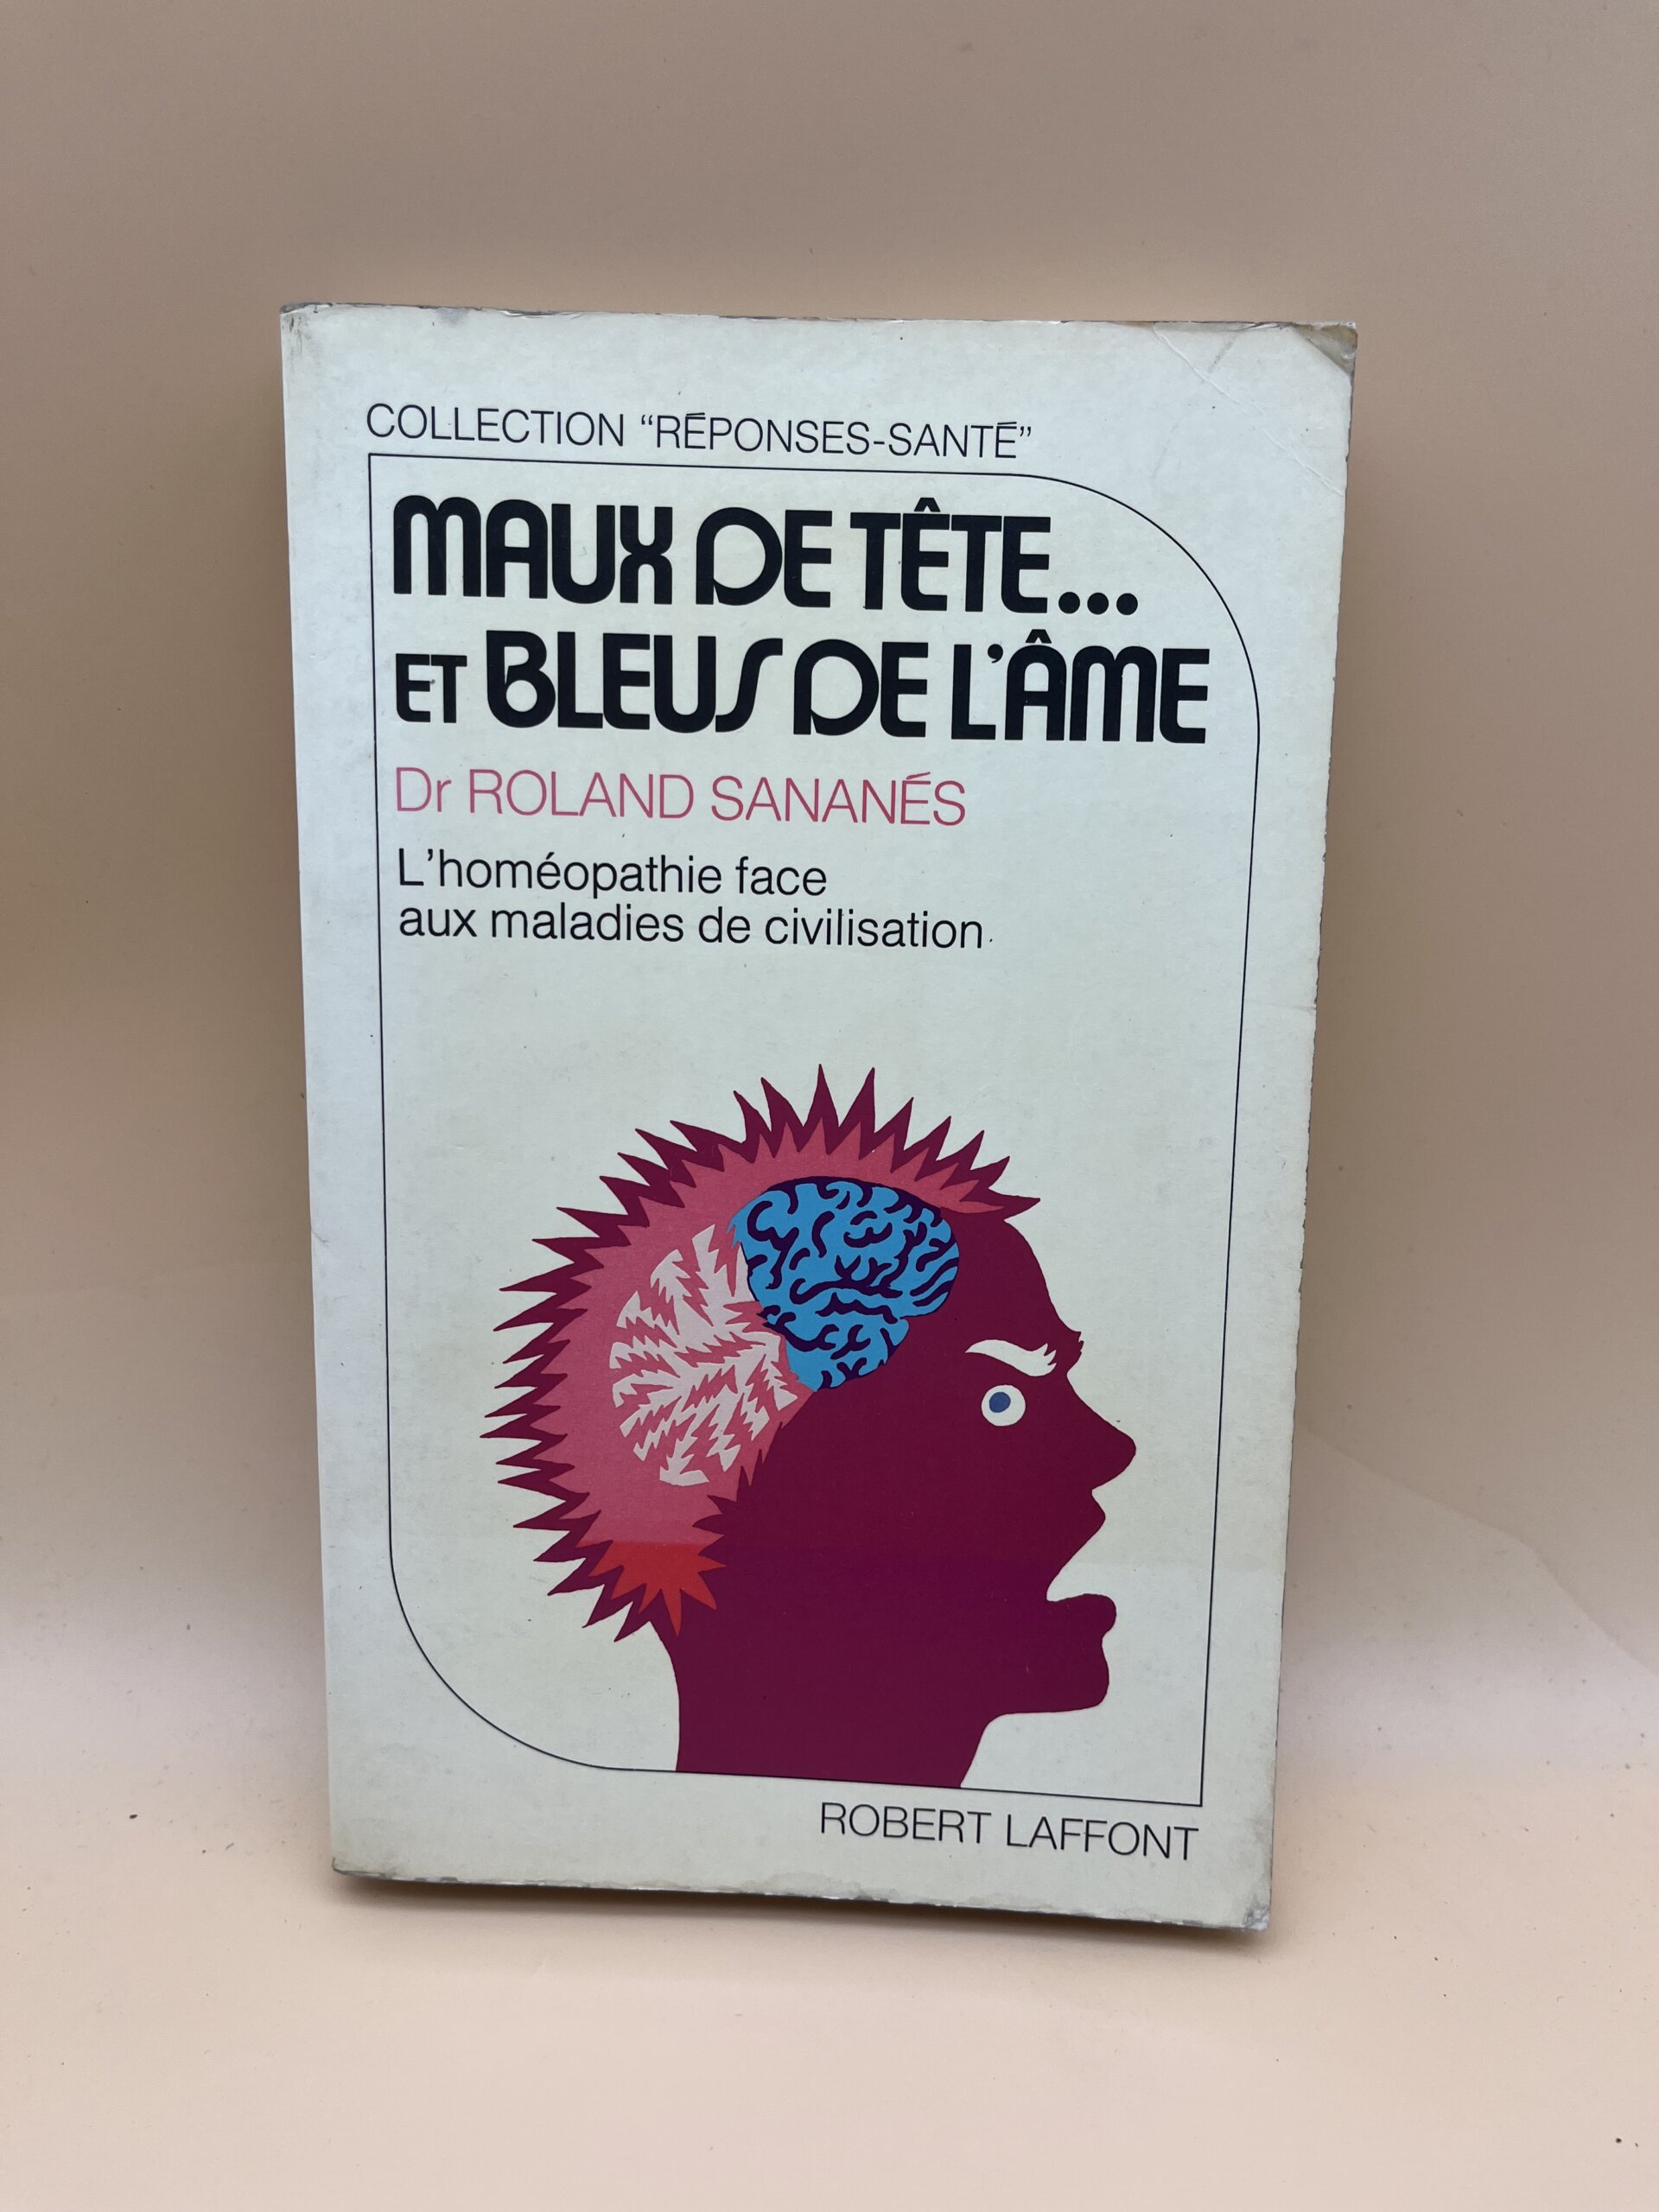 COLLECTION “RÉPONSES-SANTÉ”
MAUX DE TÊTE...
ET BLEUS DE L'ÂME
Dr ROLAND SANANÉS
L'homéopathie face
aux maladies de civilisation
ROBERT LAFFONT